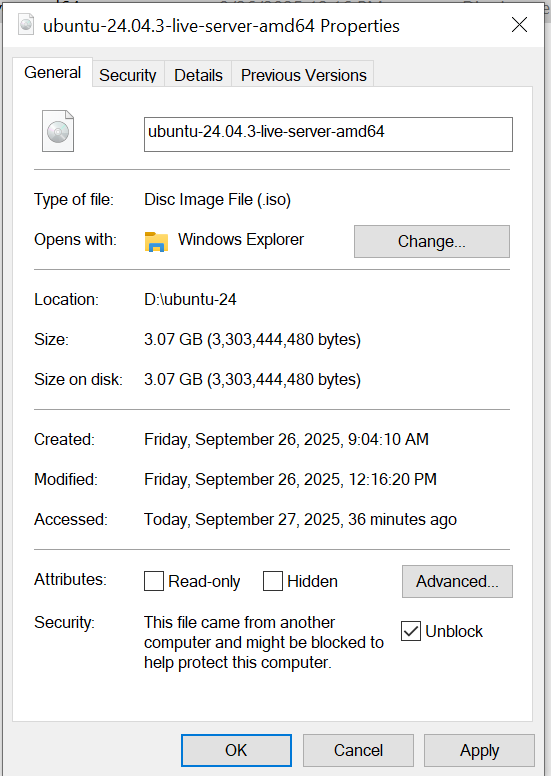 ubuntu-24.04.3-live-server-amd64 Properties
General Security Details Previous Versions
ubuntu-24.04.3-live-server-amd64
Type of file: Disc Image File (.iso)
Opens with: Windows Explorer Change...
Location: D:\ubuntu-24
Size: 3.07 GB (3,303,444,480 bytes)
Size on disk: 3.07 GB (3,303,444,480 bytes)
Created: Friday, September 26, 2025, 9:04:10 AM
Modified: Friday, September 26, 2025, 12:16:20 PM
Accessed: Today, September 27, 2025, 36 minutes ago
Attributes: Read-only Hidden Advanced...
Security: This file came from another
computer and might be blocked to Unblock
help protect this computer.
OK Cancel Apply